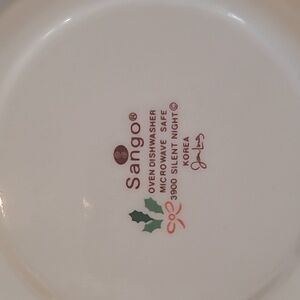 Sango®
OVEN DISHWASHER
MICROWAVE SAFE
3900 SILENT NIGHT©
KOREA